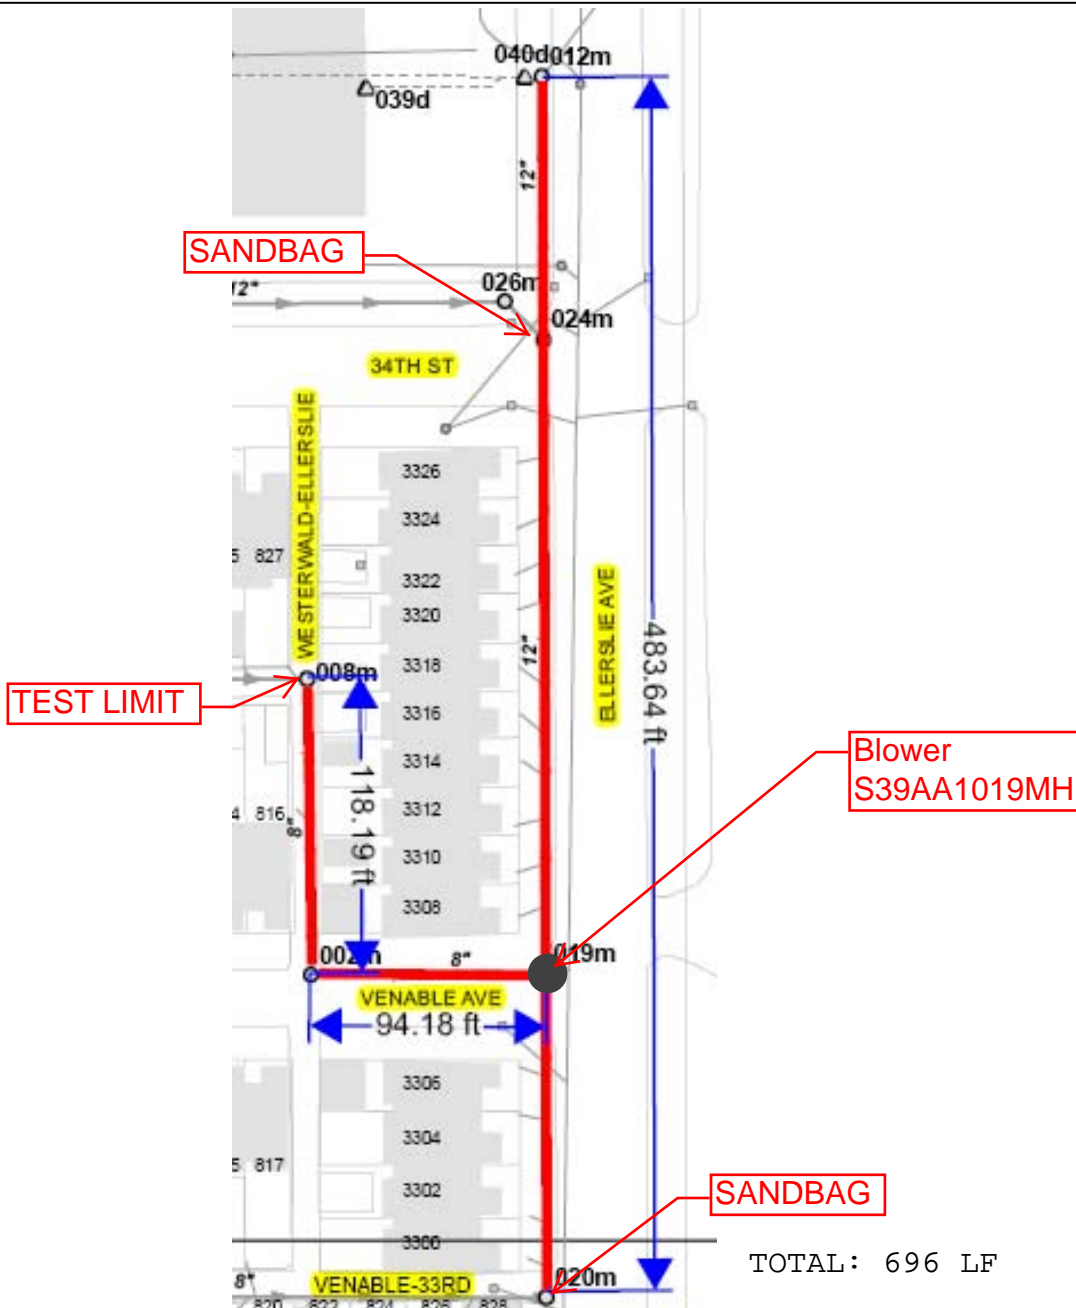 040d012m
039d
12"
SANDBAG
026m
12"
024m
34TH ST
WESTERWALD-ELLERSLIE
3326
3324
827
3322
3320
ELLERSLIE AVE
12"
483.64 ft
3318
008m
TEST LIMIT
3316
Blower
S39AA1019MH
3314
118.19 ft
3312
816
8"
3310
3308
8"
019m
VENABLE AVE
94.18 ft
3306
3304
817
3302
SANDBAG
3300
TOTAL: 696 LF
8"
VENABLE-33RD
020m